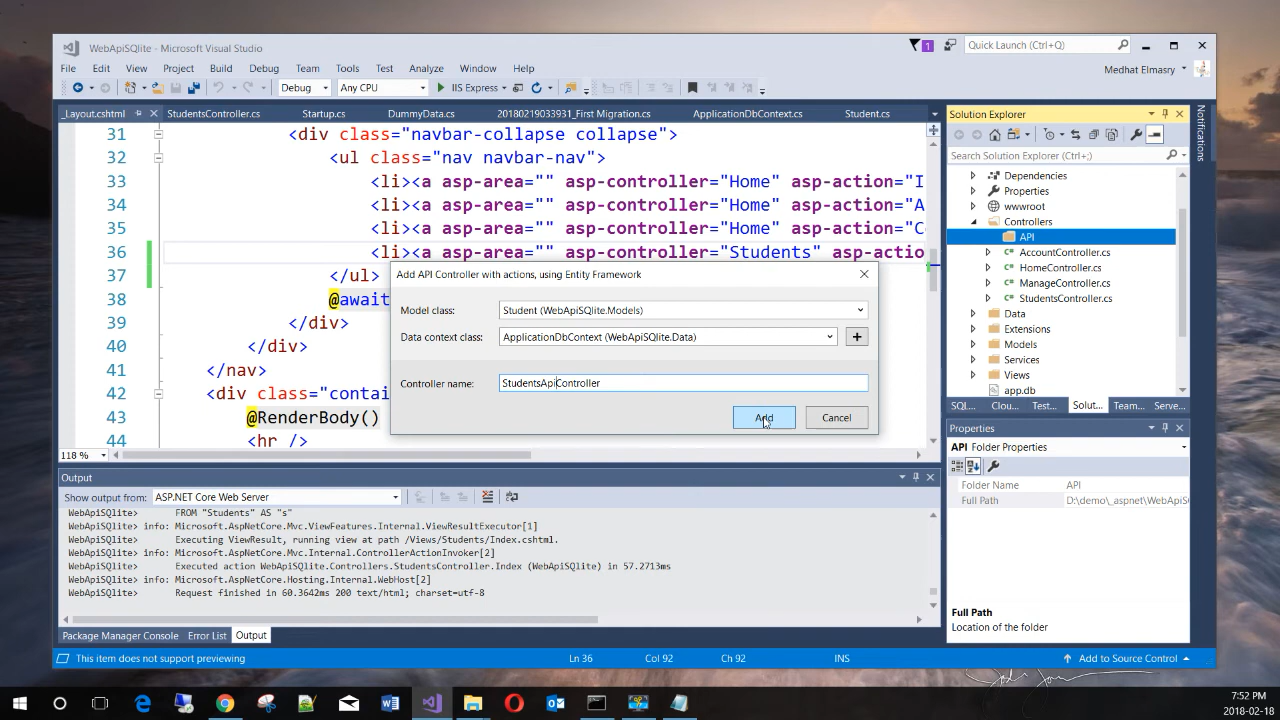 WebApiSQlite - Microsoft Visual Studio
1
Quick Launch (Ctrl+Q)
File Edit View Project Build Debug Team Tools Test Analyze Window Help
Medhat Elmasry
Debug Any CPU IIS Express
_Layout.cshtml StudentsController.cs Startup.cs DummyData.cs 20180219033931_First Migration.cs ApplicationDbContext.cs Student.cs
31 <div class="navbar-collapse collapse">
32 <ul class="nav navbar-nav">
33 <li><a asp-area="" asp-controller="Home" asp-action="I
34 <li><a asp-area="" asp-controller="Home" asp-action="A
35 <li><a asp-area="" asp-controller="Home" asp-action="C
36 <li><a asp-area="" asp-controller="Students" asp-actio
37 </ul>
38 @await
39 </div>
40 </div>
41 </nav>
42 <div class="contai
43 @RenderBody()
44 <hr />
118 %
Add API Controller with actions, using Entity Framework
Model class: Student (WebApiSQlite.Models)
Data context class: ApplicationDbContext (WebApiSQlite.Data)
Controller name: StudentsApiController
Add Cancel
Solution Explorer
Search Solution Explorer (Ctrl+;)
Dependencies
Properties
wwwroot
Controllers
API
AccountController.cs
HomeController.cs
ManageController.cs
StudentsController.cs
Data
Extensions
Models
Services
Views
app.db
SQL... Clou... Test... Solut... Team... Serve...
Notifications
Properties
API Folder Properties
Folder Name API
Full Path D:\demo\_aspnet\WebApiS
Full Path
Location of the folder
Output
Show output from: ASP.NET Core Web Server
WebApiSQlite> FROM "Students" AS "s"
WebApiSQlite> info: Microsoft.AspNetCore.Mvc.ViewFeatures.Internal.ViewResultExecutor[1]
WebApiSQlite> Executing ViewResult, running view at path /Views/Students/Index.cshtml.
WebApiSQlite> info: Microsoft.AspNetCore.Mvc.Internal.ControllerActionInvoker[2]
WebApiSQlite> Executed action WebApiSQlite.Controllers.StudentsController.Index (WebApiSQlite) in 57.2713ms
WebApiSQlite> info: Microsoft.AspNetCore.Hosting.Internal.WebHost[2]
WebApiSQlite> Request finished in 60.3642ms 200 text/html; charset=utf-8
Package Manager Console Error List Output
This item does not support previewing Ln 36 Col 92 Ch 92 INS Add to Source Control
7:52 PM
2018-02-18